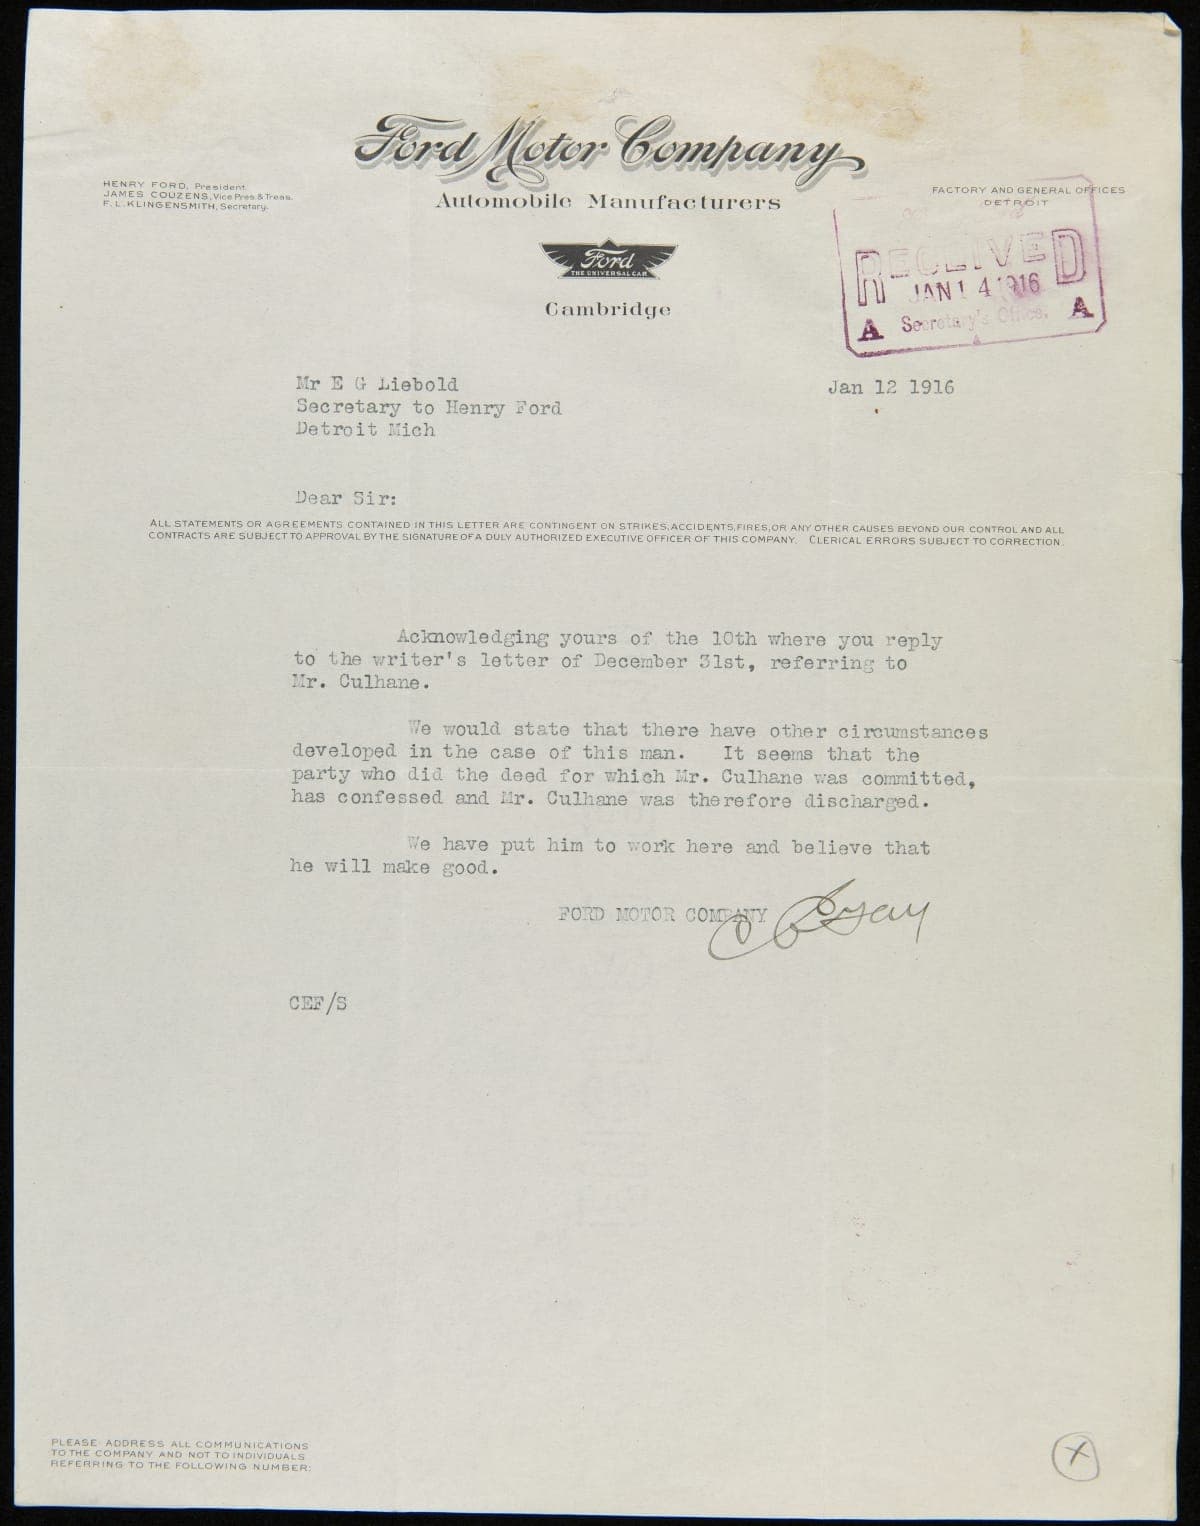 Ford Motor Company
HENRY FORD, President.
JAMES COUZENS, Vice Pres. & Treas.
F. L. KLINGENSMITH, Secretary.
Automobile Manufacturers
FACTORY AND GENERAL OFFICES
DETROIT
Ford
THE UNIVERSAL CAR
Cambridge
RECEIVED
JAN 14 1916
A Secretary's Office. A
Mr E G Liebold
Secretary to Henry Ford
Detroit Mich
Jan 12 1916
Dear Sir:
ALL STATEMENTS OR AGREEMENTS CONTAINED IN THIS LETTER ARE CONTINGENT ON STRIKES, ACCIDENTS, FIRES, OR ANY OTHER CAUSES BEYOND OUR CONTROL AND ALL
CONTRACTS ARE SUBJECT TO APPROVAL BY THE SIGNATURE OF A DULY AUTHORIZED EXECUTIVE OFFICER OF THIS COMPANY. CLERICAL ERRORS SUBJECT TO CORRECTION.
Acknowledging yours of the 10th where you reply
to the writer's letter of December 31st, referring to
Mr. Culhane.
We would state that there have other circumstances
developed in the case of this man. It seems that the
party who did the deed for which Mr. Culhane was committed,
has confessed and Mr. Culhane was therefore discharged.
We have put him to work here and believe that
he will make good.
FORD MOTOR COMPANY
CEF/S
PLEASE ADDRESS ALL COMMUNICATIONS
TO THE COMPANY AND NOT TO INDIVIDUALS
REFERRING TO THE FOLLOWING NUMBER:
X